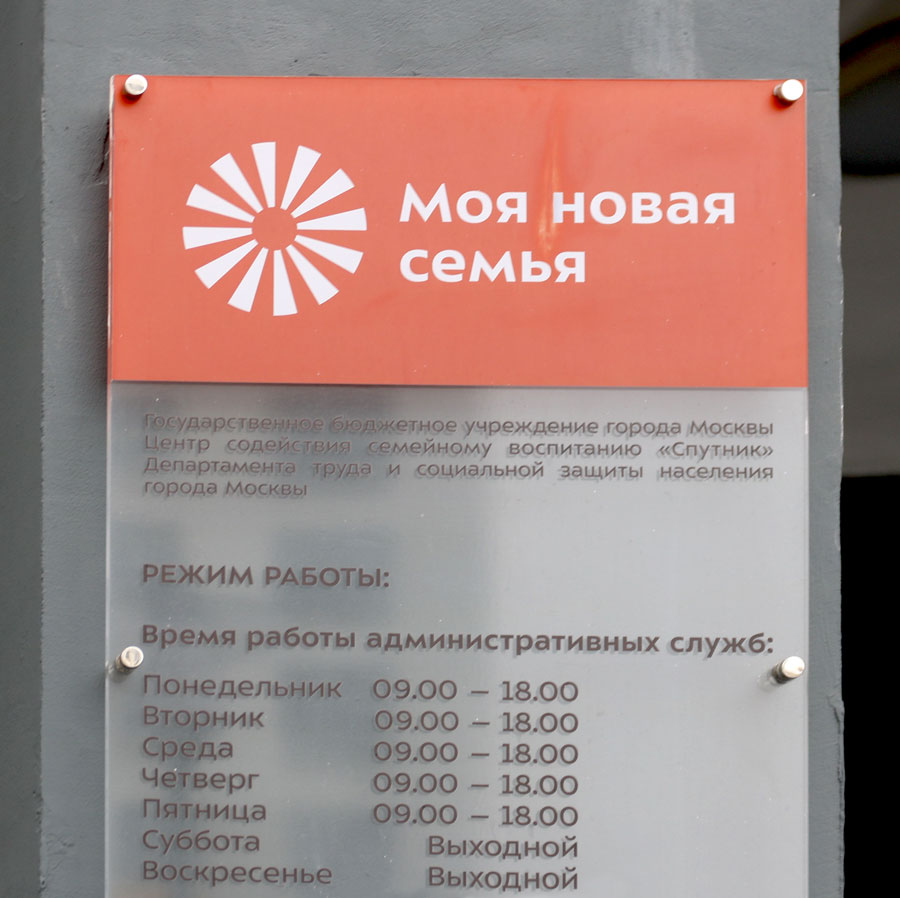 Моя новая
семья
Государственное бюджетное учреждение города Москвы
Центр содействия семейному воспитанию «Спутник»
Департамента труда и социальной защиты населения
города Москвы
РЕЖИМ РАБОТЫ:
Время работы административных служб:
Понедельник 09.00 – 18.00
Вторник 09.00 – 18.00
Среда 09.00 – 18.00
Четверг 09.00 – 18.00
Пятница 09.00 – 18.00
Суббота Выходной
Воскресенье Выходной